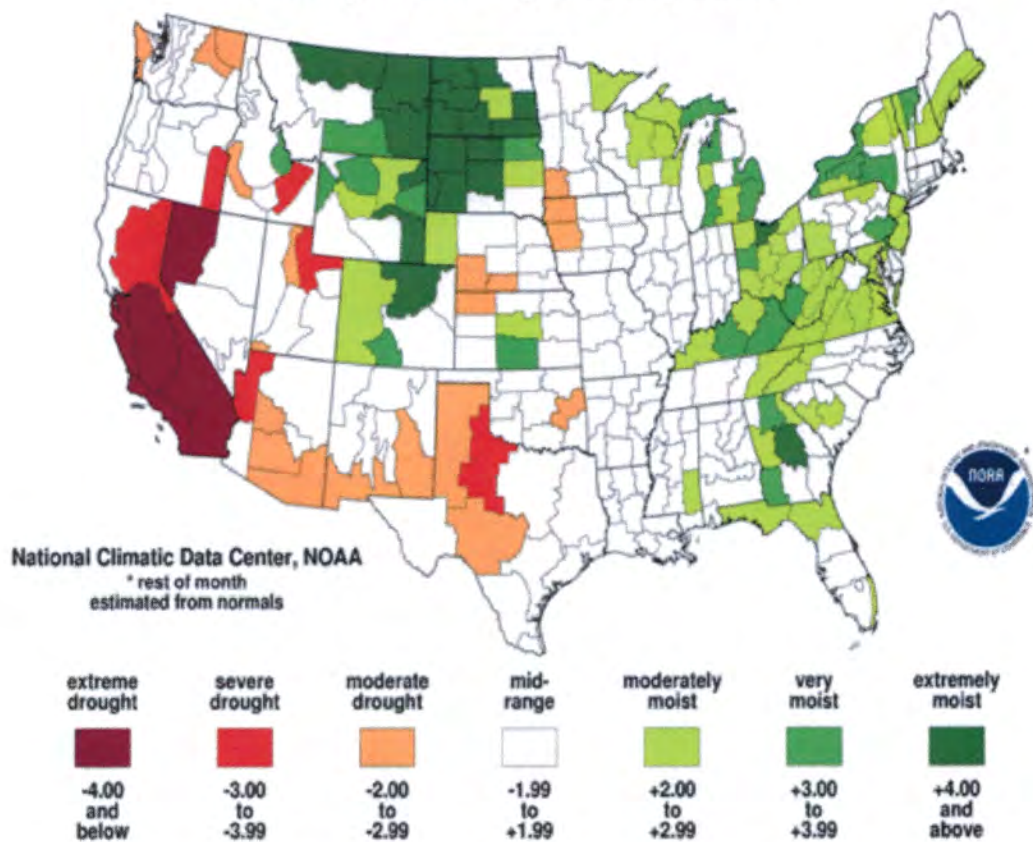 NOAA
National Climatic Data Center, NOAA
* rest of month
estimated from normals
extreme
drought
severe
drought
moderate
drought
mid-
range
moderately
moist
very
moist
extremely
moist
-4.00
and
below
-3.00
to
-3.99
-2.00
to
-2.99
-1.99
to
+1.99
+2.00
to
+2.99
+3.00
to
+3.99
+4.00
and
above